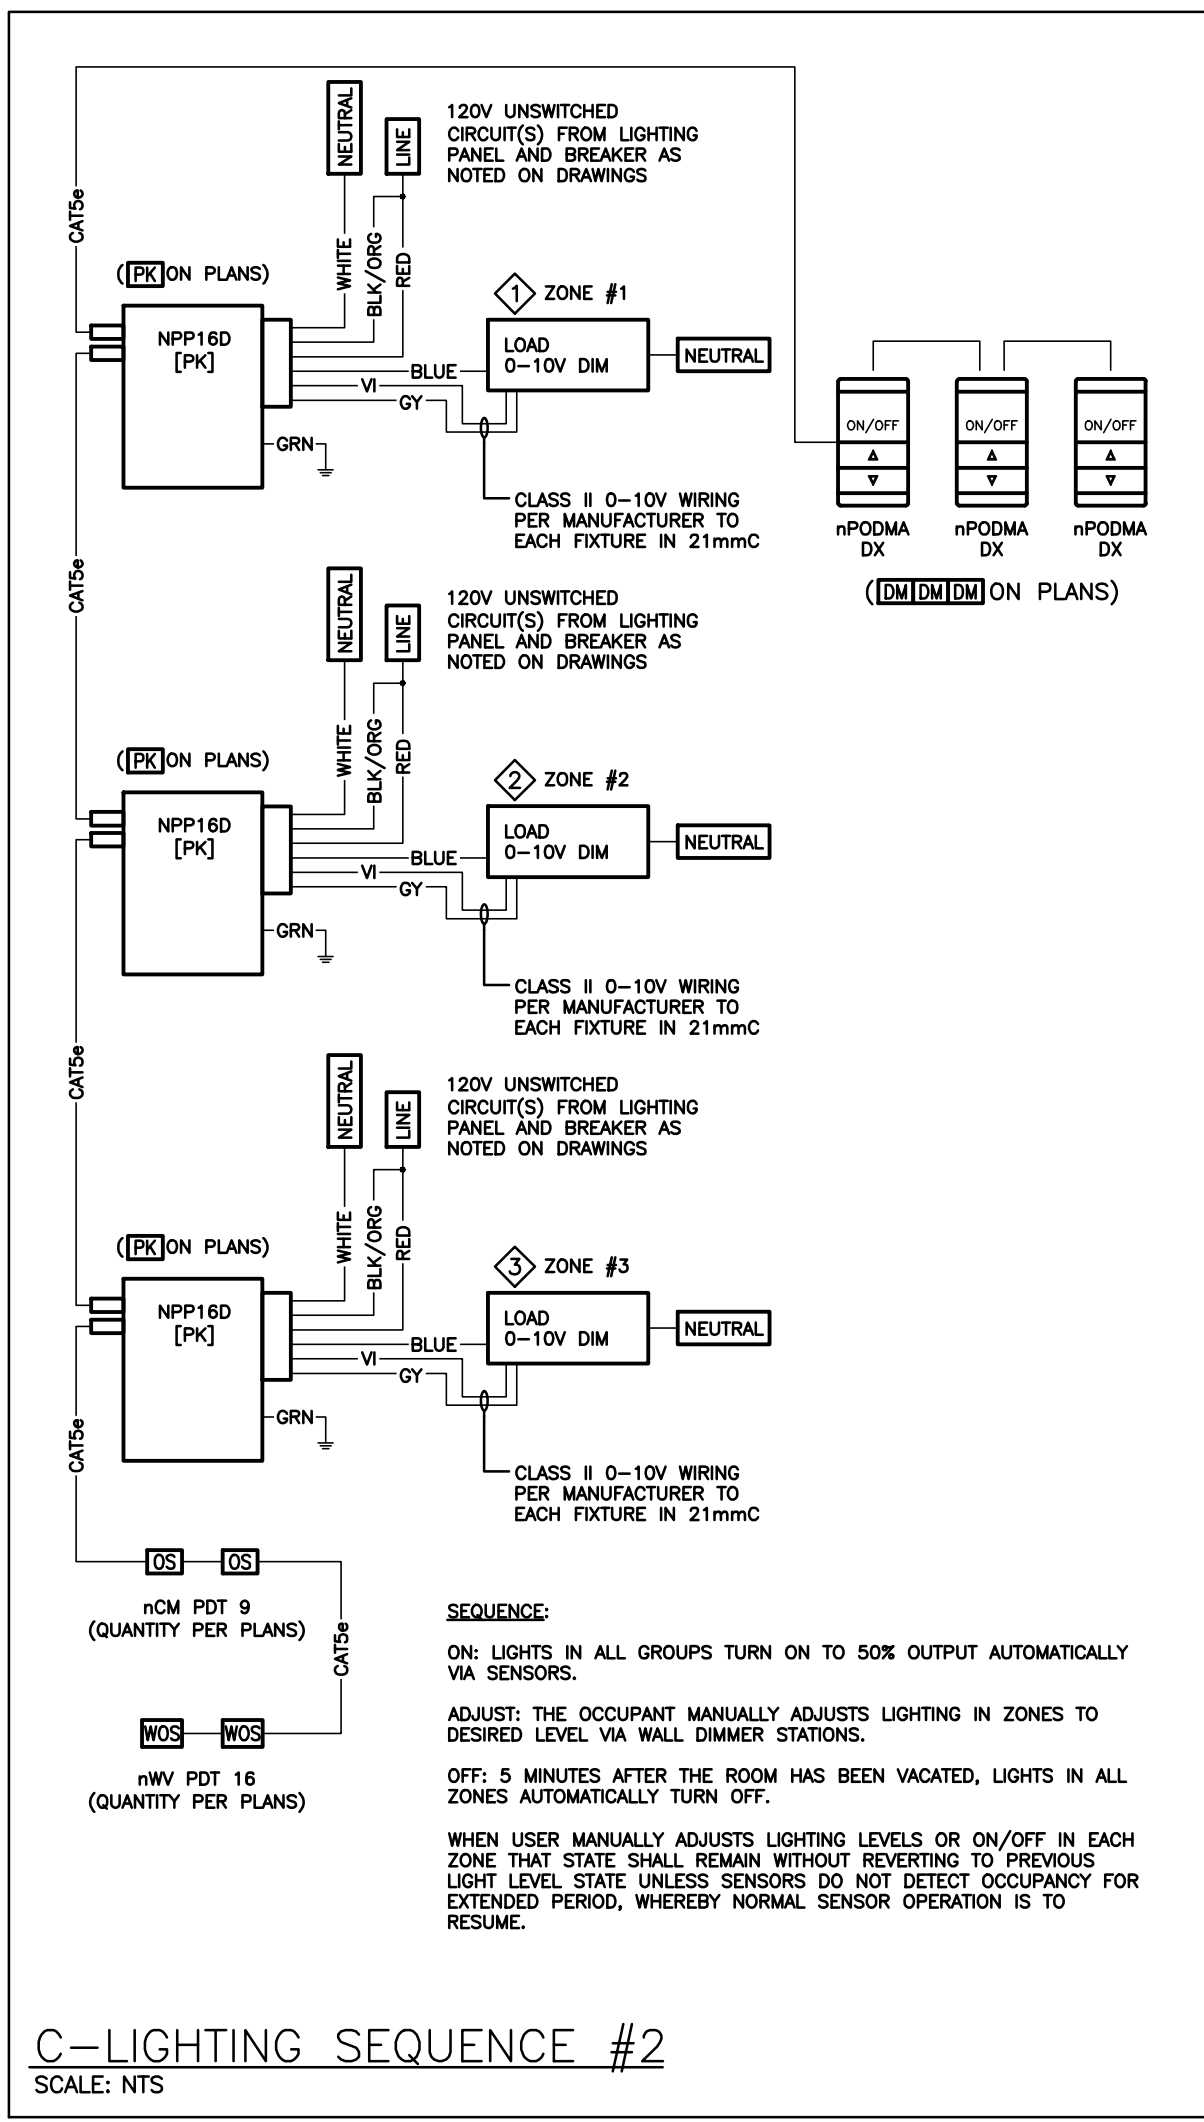 NEUTRAL
LINE
120V UNSWITCHED
CIRCUIT(S) FROM LIGHTING
PANEL AND BREAKER AS
NOTED ON DRAWINGS
CAT5e
WHITE
BLK/ORG
RED
(PK ON PLANS)
1 ZONE #1
NPP16D
[PK]
LOAD
0-10V DIM
NEUTRAL
BLUE
VI
GY
GRN
CLASS II 0-10V WIRING
PER MANUFACTURER TO
EACH FIXTURE IN 21mmC
ON/OFF
ON/OFF
ON/OFF
nPODMA
DX
nPODMA
DX
nPODMA
DX
(DM DM DM ON PLANS)
CAT5e
NEUTRAL
LINE
120V UNSWITCHED
CIRCUIT(S) FROM LIGHTING
PANEL AND BREAKER AS
NOTED ON DRAWINGS
WHITE
BLK/ORG
RED
(PK ON PLANS)
2 ZONE #2
NPP16D
[PK]
LOAD
0-10V DIM
NEUTRAL
BLUE
VI
GY
GRN
CLASS II 0-10V WIRING
PER MANUFACTURER TO
EACH FIXTURE IN 21mmC
CAT5e
NEUTRAL
LINE
120V UNSWITCHED
CIRCUIT(S) FROM LIGHTING
PANEL AND BREAKER AS
NOTED ON DRAWINGS
WHITE
BLK/ORG
RED
(PK ON PLANS)
3 ZONE #3
NPP16D
[PK]
LOAD
0-10V DIM
NEUTRAL
BLUE
VI
GY
GRN
CLASS II 0-10V WIRING
PER MANUFACTURER TO
EACH FIXTURE IN 21mmC
CAT5e
OS OS
nCM PDT 9
(QUANTITY PER PLANS)
CAT5e
WOS WOS
nWV PDT 16
(QUANTITY PER PLANS)
SEQUENCE:
ON: LIGHTS IN ALL GROUPS TURN ON TO 50% OUTPUT AUTOMATICALLY
VIA SENSORS.
ADJUST: THE OCCUPANT MANUALLY ADJUSTS LIGHTING IN ZONES TO
DESIRED LEVEL VIA WALL DIMMER STATIONS.
OFF: 5 MINUTES AFTER THE ROOM HAS BEEN VACATED, LIGHTS IN ALL
ZONES AUTOMATICALLY TURN OFF.
WHEN USER MANUALLY ADJUSTS LIGHTING LEVELS OR ON/OFF IN EACH
ZONE THAT STATE SHALL REMAIN WITHOUT REVERTING TO PREVIOUS
LIGHT LEVEL STATE UNLESS SENSORS DO NOT DETECT OCCUPANCY FOR
EXTENDED PERIOD, WHEREBY NORMAL SENSOR OPERATION IS TO
RESUME.
C-LIGHTING SEQUENCE #2
SCALE: NTS